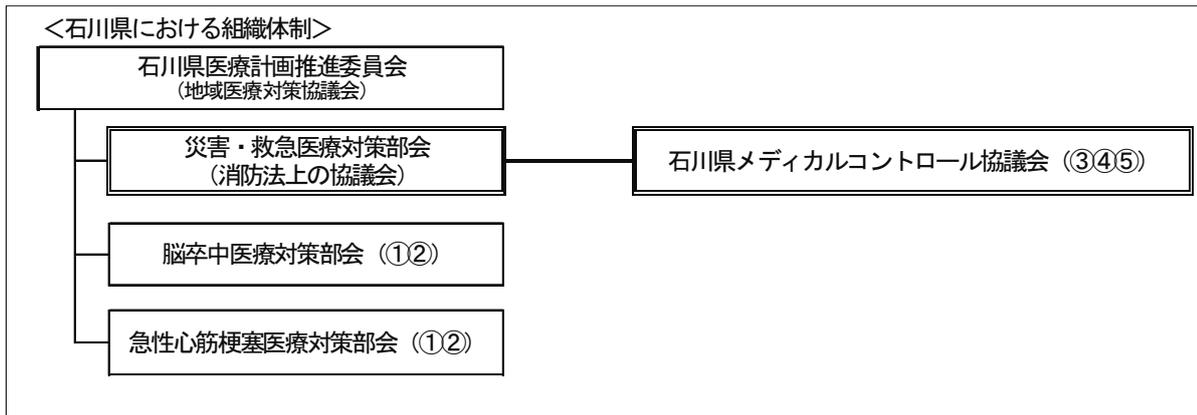 ＜石川県における組織体制＞
石川県医療計画推進委員会
（地域医療対策協議会）
災害・救急医療対策部会
（消防法上の協議会）
石川県メディカルコントロール協議会（③④⑤）
脳卒中医療対策部会（①②）
急性心筋梗塞医療対策部会（①②）